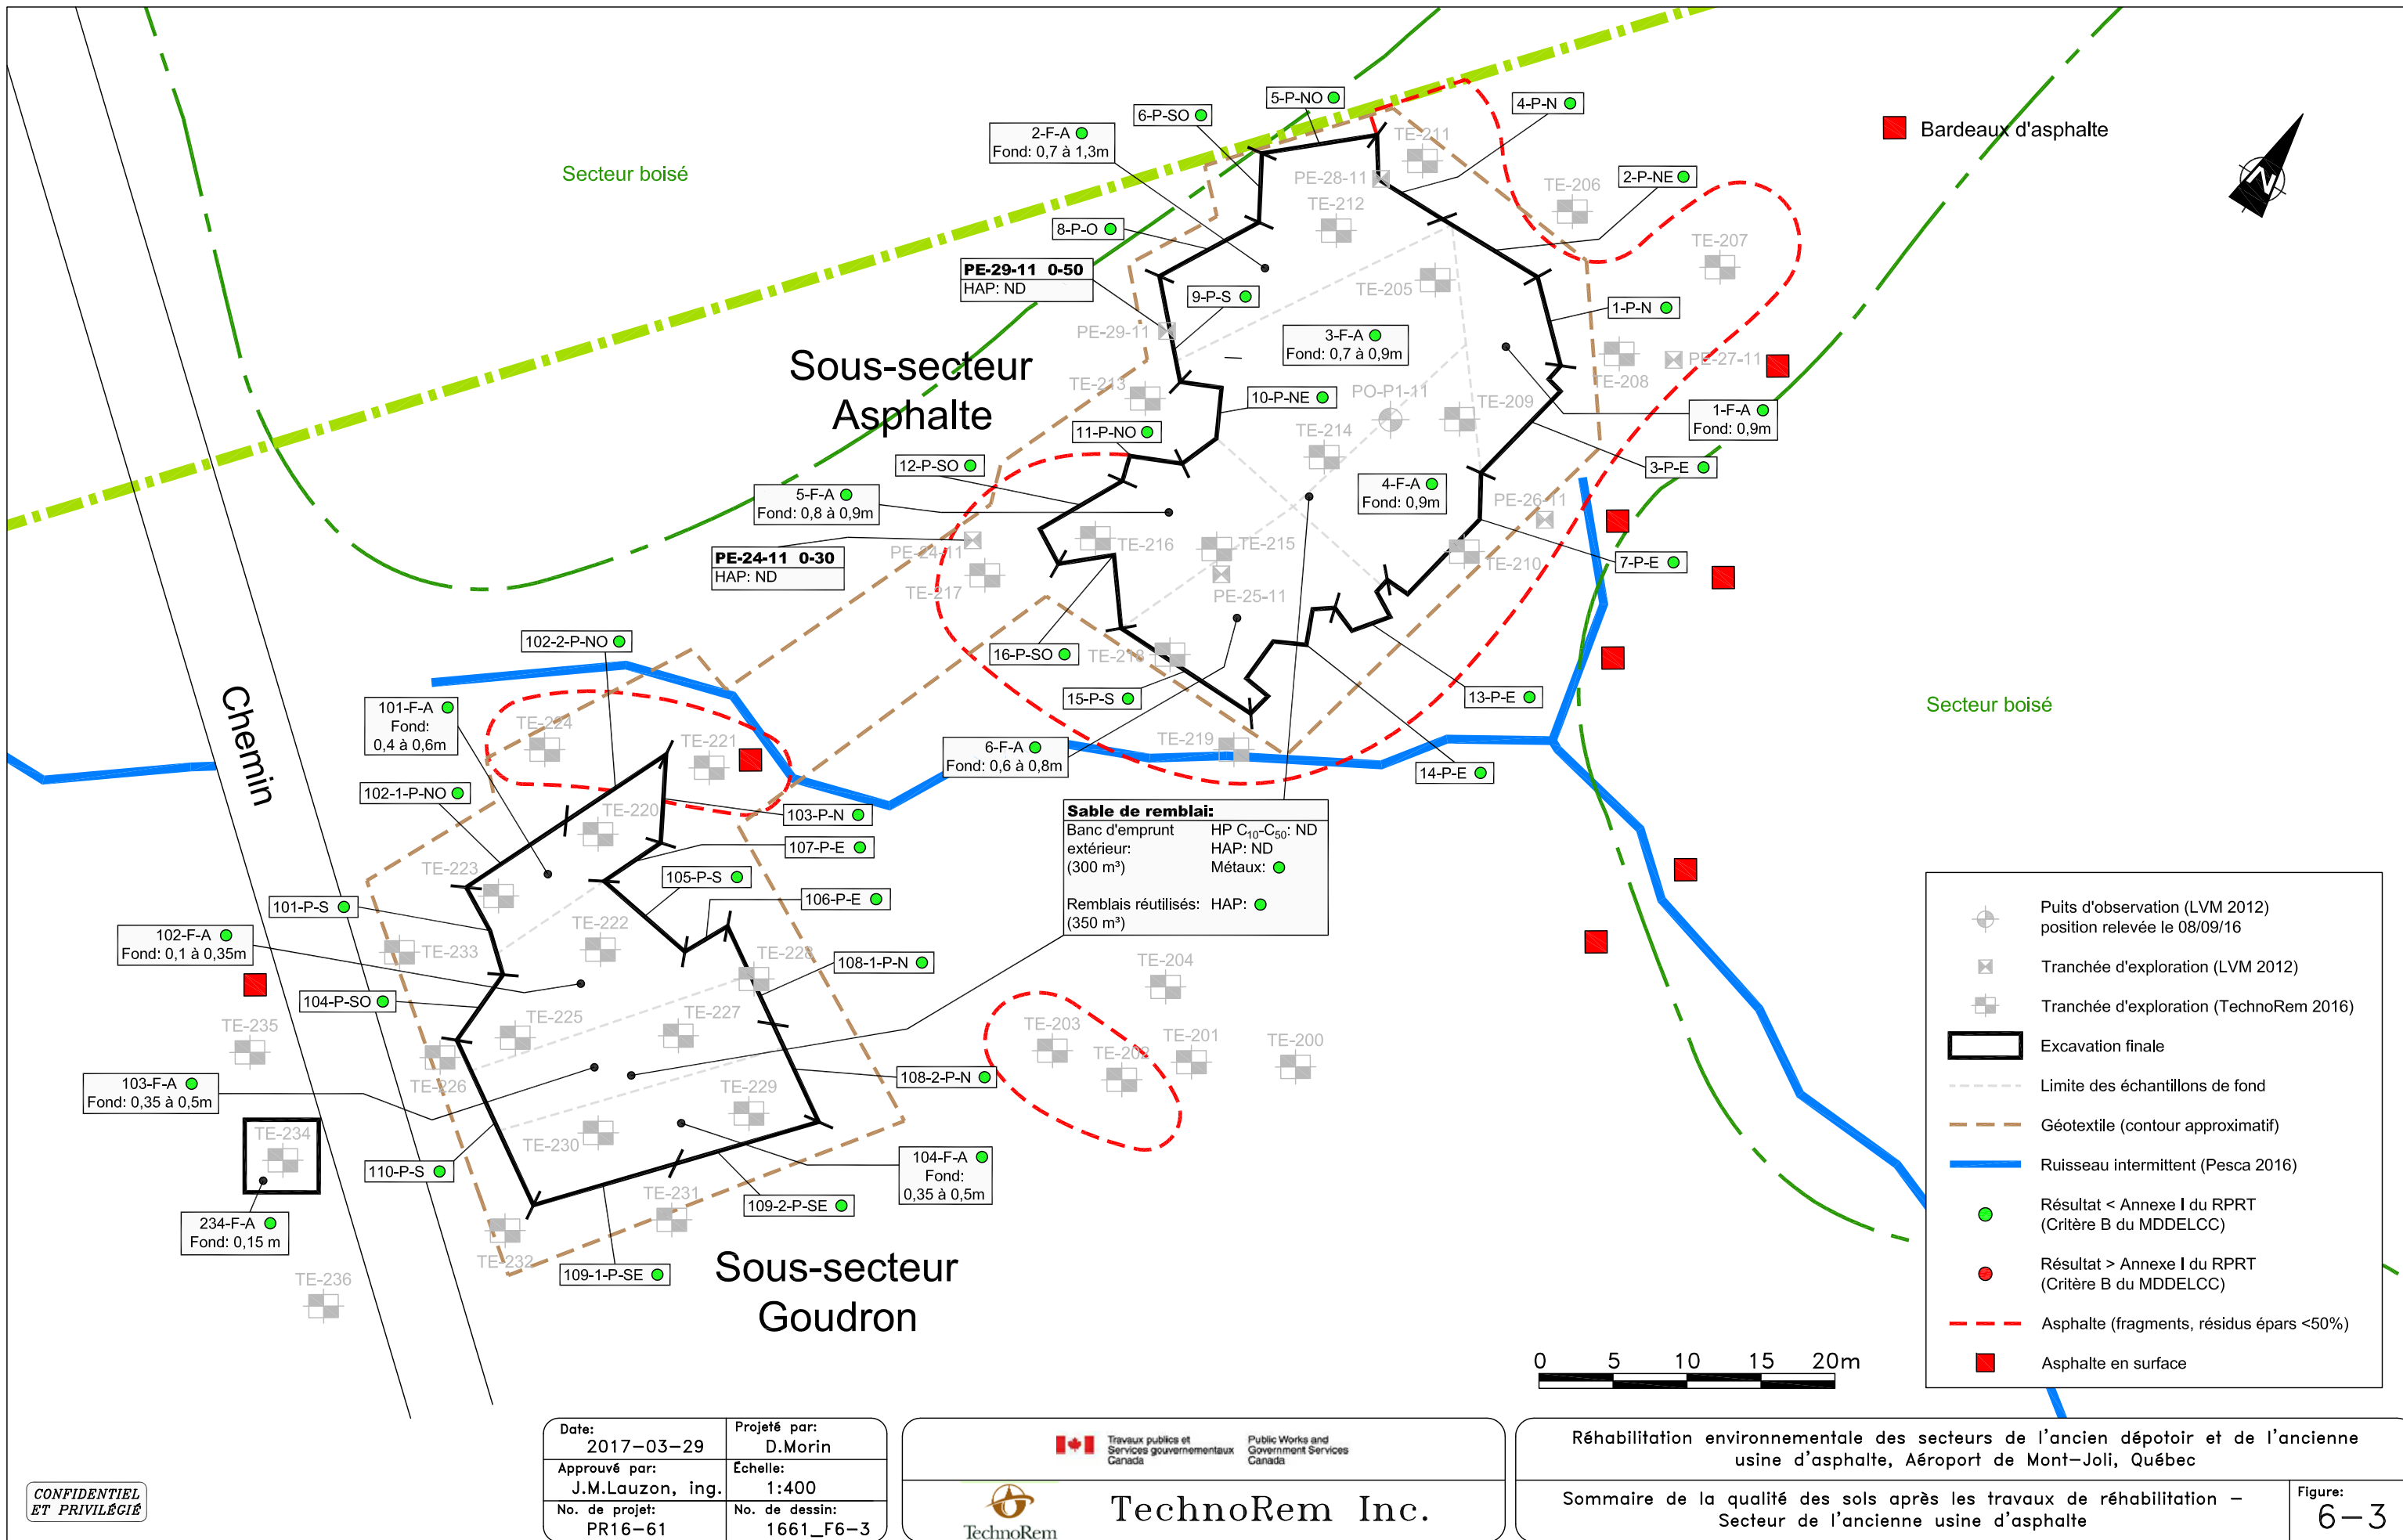 Secteur boisé
6-P-SO
5-P-NO
4-P-N
2-F-A
Fond: 0,7 à 1,3m
TE-211
Bardeaux d'asphalte
N
PE-28-11
TE-212
TE-206
2-P-NE
8-P-O
TE-207
PE-29-11 0-50
HAP: ND
9-P-S
TE-205
1-P-N
PE-29-11
3-F-A
Fond: 0,7 à 0,9m
TE-208
PE-27-11
Sous-secteur
Asphalte
TE-213
10-P-NE
PO-P1-11
TE-209
1-F-A
Fond: 0,9m
11-P-NO
TE-214
12-P-SO
3-P-E
5-F-A
Fond: 0,8 à 0,9m
4-F-A
Fond: 0,9m
PE-26-11
PE-24-11 0-30
HAP: ND
PE-24-11
TE-216
TE-215
TE-210
7-P-E
TE-217
PE-25-11
102-2-P-NO
16-P-SO
TE-218
15-P-S
13-P-E
Secteur boisé
Chemin
101-F-A
Fond:
0,4 à 0,6m
TE-224
TE-221
6-F-A
Fond: 0,6 à 0,8m
TE-219
14-P-E
102-1-P-NO
TE-220
103-P-N
Sable de remblai:
Banc d'emprunt HP C10-C50: ND
extérieur: HAP: ND
(300 m³) Métaux:
Remblais réutilisés: HAP:
(350 m³)
107-P-E
TE-223
105-P-S
106-P-E
101-P-S
TE-222
102-F-A
Fond: 0,1 à 0,35m
TE-233
TE-228
108-1-P-N
104-P-SO
TE-204
TE-235
TE-225
TE-227
TE-203
TE-202
TE-201
TE-200
TE-226
103-F-A
Fond: 0,35 à 0,5m
TE-229
108-2-P-N
TE-234
TE-230
110-P-S
104-F-A
Fond:
0,35 à 0,5m
TE-231
109-2-P-SE
234-F-A
Fond: 0,15 m
TE-232
TE-236
109-1-P-SE
Sous-secteur
Goudron
Puits d'observation (LVM 2012)
position relevée le 08/09/16
Tranchée d'exploration (LVM 2012)
Tranchée d'exploration (TechnoRem 2016)
Excavation finale
Limite des échantillons de fond
Géotextile (contour approximatif)
Ruisseau intermittent (Pesca 2016)
Résultat < Annexe I du RPRT
(Critère B du MDDELCC)
Résultat > Annexe I du RPRT
(Critère B du MDDELCC)
Asphalte (fragments, résidus épars <50%)
Asphalte en surface
0 5 10 15 20m
CONFIDENTIEL
ET PRIVILÉGIÉ
Date:
2017-03-29
Projeté par:
D.Morin
Approuvé par:
J.M.Lauzon, ing.
Échelle:
1:400
No. de projet:
PR16-61
No. de dessin:
1661_F6-3
Travaux publics et
Services gouvernementaux
Canada
Public Works and
Government Services
Canada
TechnoRem
TechnoRem Inc.
Réhabilitation environnementale des secteurs de l'ancien dépotoir et de l'ancienne
usine d'asphalte, Aéroport de Mont-Joli, Québec
Sommaire de la qualité des sols après les travaux de réhabilitation -
Secteur de l'ancienne usine d'asphalte
Figure:
6-3